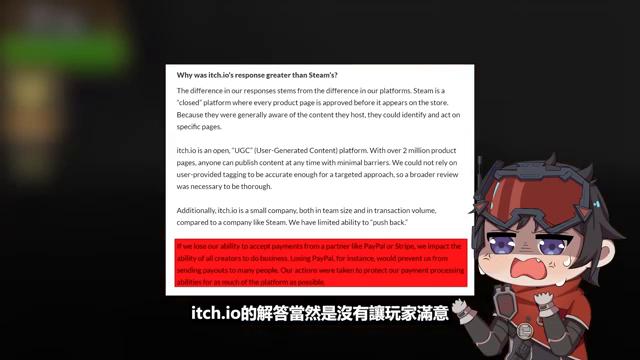 Why was itch.io's response greater than Steam's?
The difference in our responses stems from the difference in our platforms. Steam is a
"closed" platform where every product page is approved before it appears on the store.
Because they were generally aware of the content they host, they could identify and act on
specific pages.
itch.io is an open, "UGC" (User-Generated Content) platform. With over 2 million product
pages, anyone can publish content at any time with minimal barriers. We could not rely on
user-provided tagging to be accurate enough for a targeted approach, so a broader review
was necessary to be thorough.
Additionally, itch.io is a small company, both in team size and in transaction volume,
compared to a company like Steam. We have limited ability to "push back."
If we lose our ability to accept payments from a partner like PayPal or Stripe, we impact the
ability of all creators to do business. Losing PayPal, for instance, would prevent us from
sending payouts to many people. Our actions were taken to protect our payment processing
abilities for as much of the platform as possible.
itch.io的解答當然是沒有讓玩家滿意